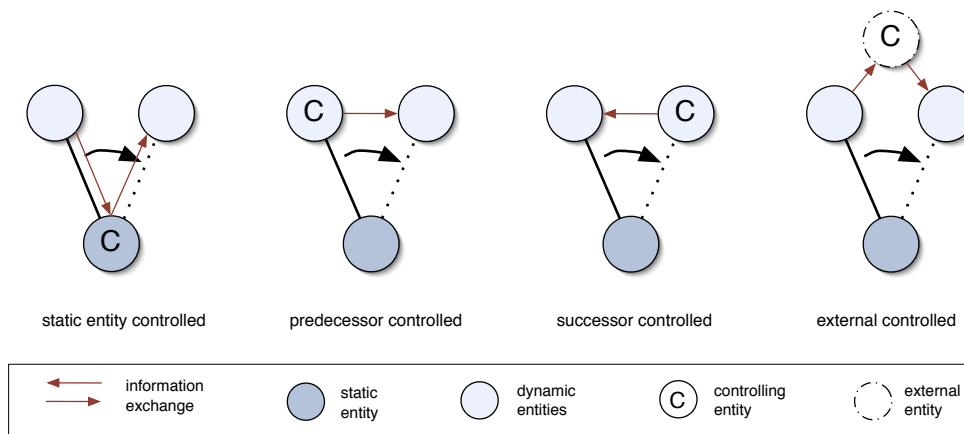 C
C
C
C
static entity controlled
predecessor controlled
successor controlled
external controlled
information
exchange
static
entity
dynamic
entities
C
controlling
entity
external
entity